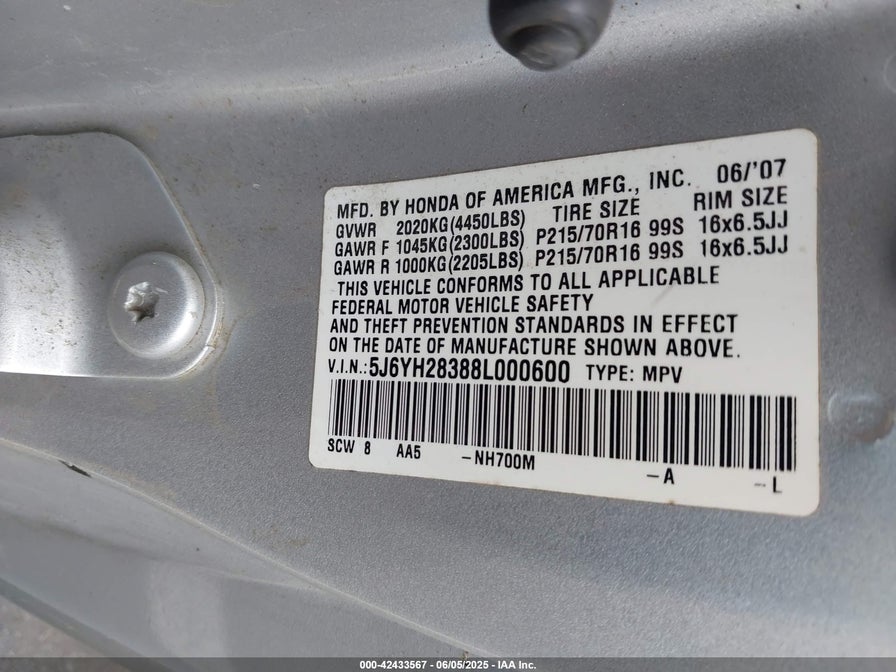 MFD. BY HONDA OF AMERICA MFG., INC. 06/'07
GVWR 2020KG(4450LBS) TIRE SIZE RIM SIZE
GAWR F 1045KG(2300LBS) P215/70R16 99S 16x6.5JJ
GAWR R 1000KG(2205LBS) P215/70R16 99S 16x6.5JJ
THIS VEHICLE CONFORMS TO ALL APPLICABLE
FEDERAL MOTOR VEHICLE SAFETY
AND THEFT PREVENTION STANDARDS IN EFFECT
ON THE DATE OF MANUFACTURE SHOWN ABOVE.
V.I.N.:5J6YH28388L000600 TYPE: MPV
SCW 8 AA5 -NH700M -A -L
000-42433567 - 06/05/2025 - IAA Inc.